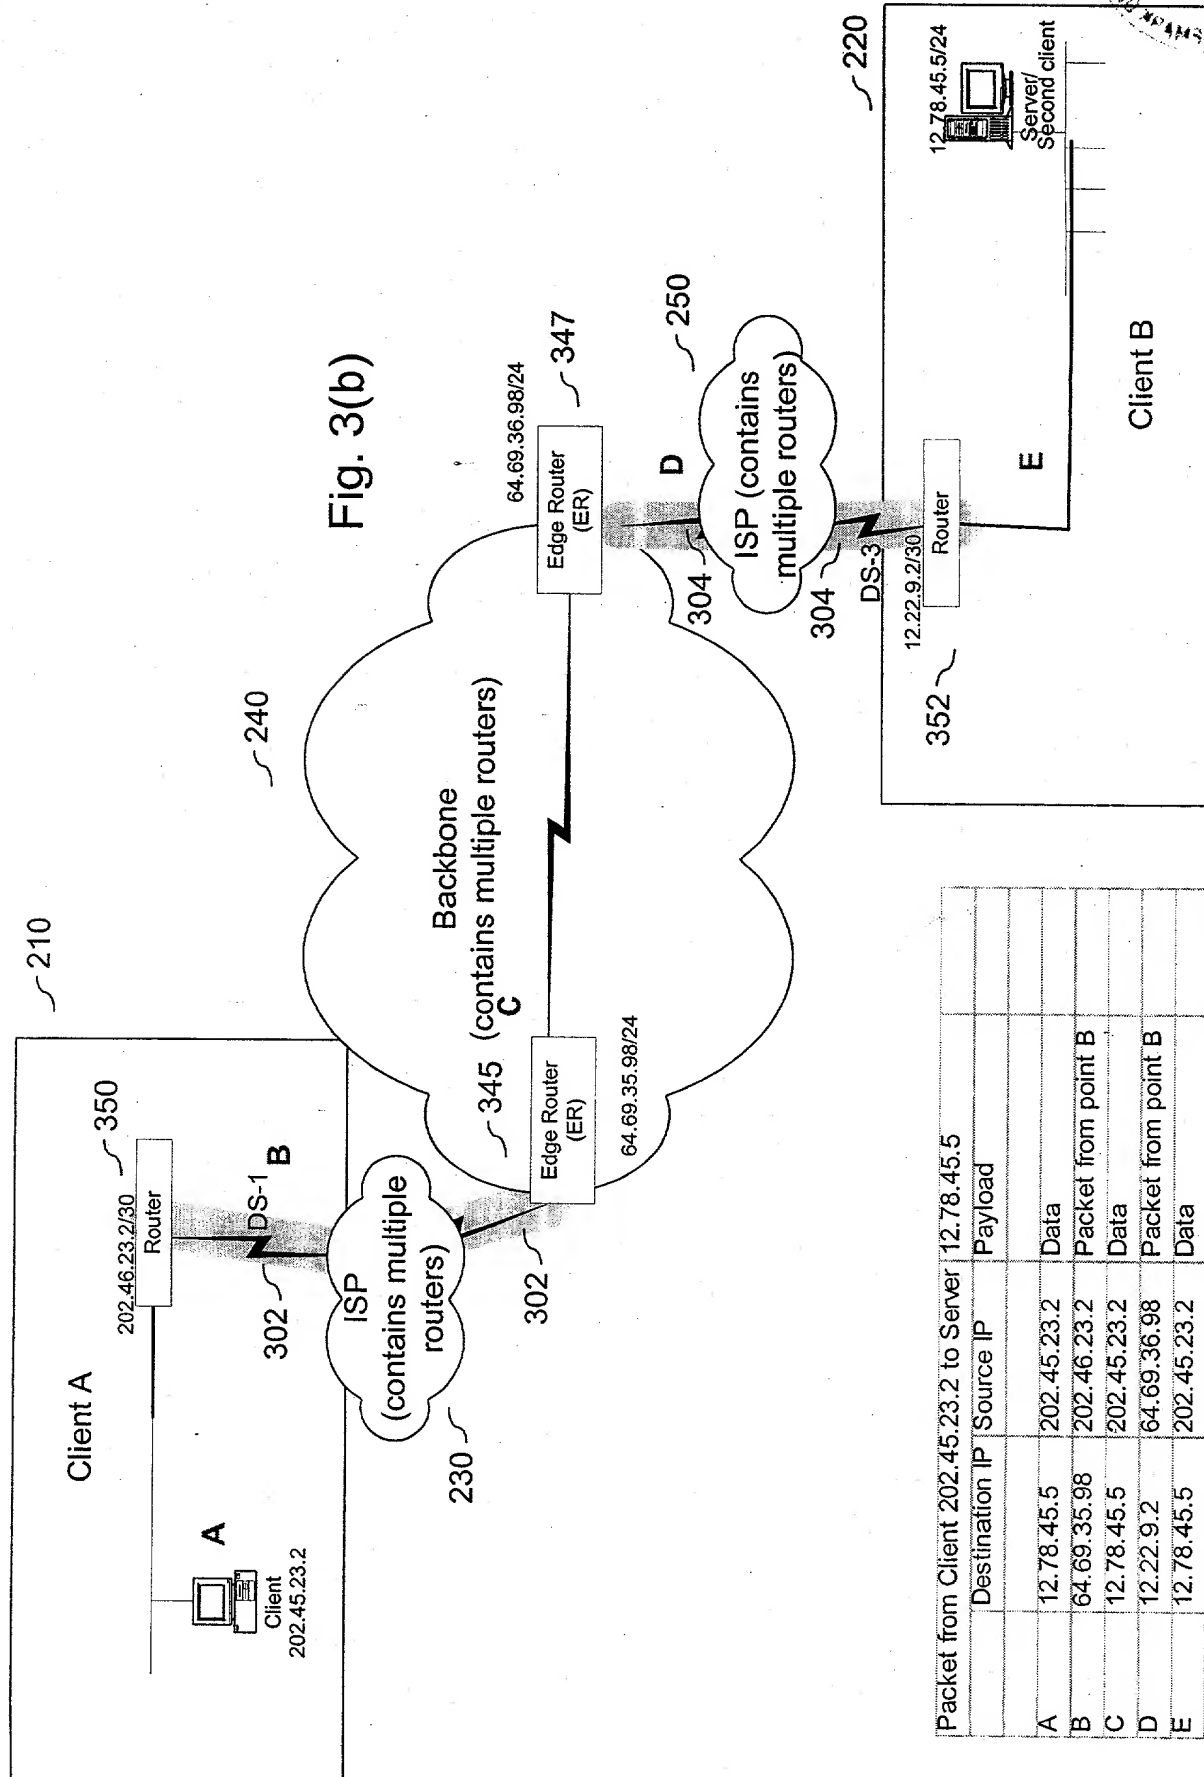 Fig. 3(b)
210
Client A
A
Client
202.45.23.2
202.46.23.2/30
350
Router
DS-1
B
302
ISP
(contains multiple
routers)
230
302
240
Backbone
(contains multiple routers)
C
345
Edge Router
(ER)
64.69.35.98/24
64.69.36.98/24
347
Edge Router
(ER)
D
304
250
ISP (contains
multiple routers)
304
DS-3
220
12.22.9.2/30
352
Router
E
12.78.45.5/24
Server/
Second client
Client B
Packet from Client 202.45.23.2 to Server 12.78.45.5
Destination IP Source IP Payload
A 12.78.45.5 202.45.23.2 Data
B 64.69.35.98 202.46.23.2 Packet from point B
C 12.78.45.5 202.45.23.2 Data
D 12.22.9.2 64.69.36.98 Packet from point B
E 12.78.45.5 202.45.23.2 Data